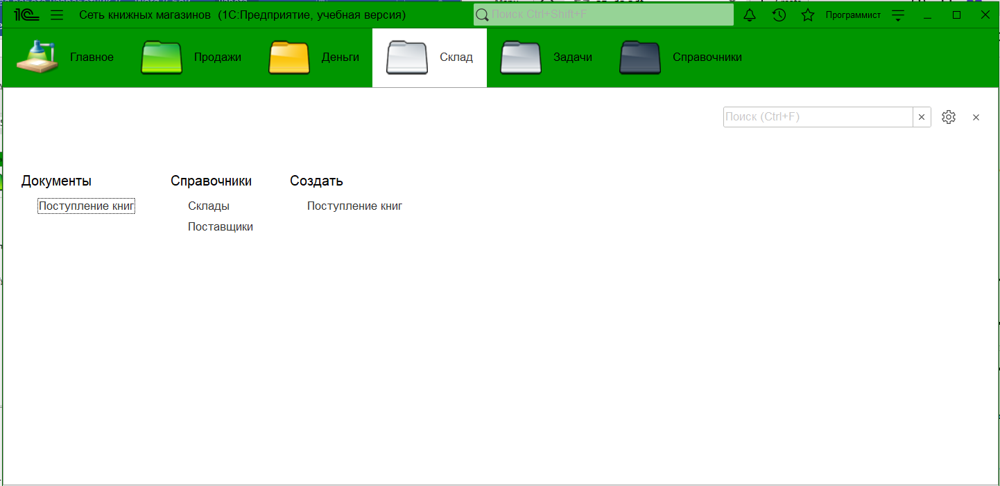 1С Сеть книжных магазинов (1С:Предприятие, учебная версия) Поиск Ctrl+Shift+F Программист
Главное Продажи Деньги Склад Задачи Справочники
Поиск (Ctrl+F)
Документы Справочники Создать
Поступление книг Склады Поступление книг
Поставщики